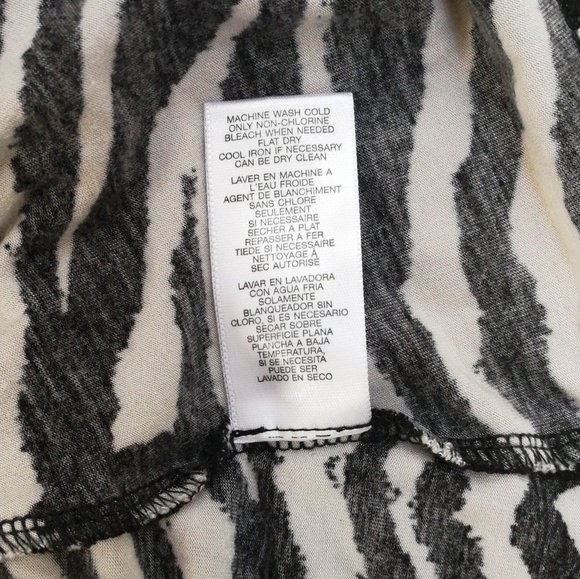 MACHINE WASH COLD
ONLY NON-CHLORINE
BLEACH WHEN NEEDED
FLAT DRY
COOL IRON IF NECESSARY
CAN BE DRY CLEAN
LAVER EN MACHINE A
L'EAU FROIDE
AGENT DE BLANCHIMENT
SANS CHLORE
SEULEMENT
SI NECESSAIRE
SECHER A PLAT
REPASSER A FER
TIEDE SI NECESSAIRE
NETTOYAGE À
SEC AUTORISÉ
LAVAR EN LAVADORA
CON AGUA FRIA
SOLAMENTE
BLANQUEADOR SIN
CLORO, SI ES NECESARIO
SECAR SOBRE
SUPERFICIE PLANA
PLANCHA A BAJA
TEMPERATURA,
SI SE NECESITA
PUEDE SER
LAVADO EN SECO